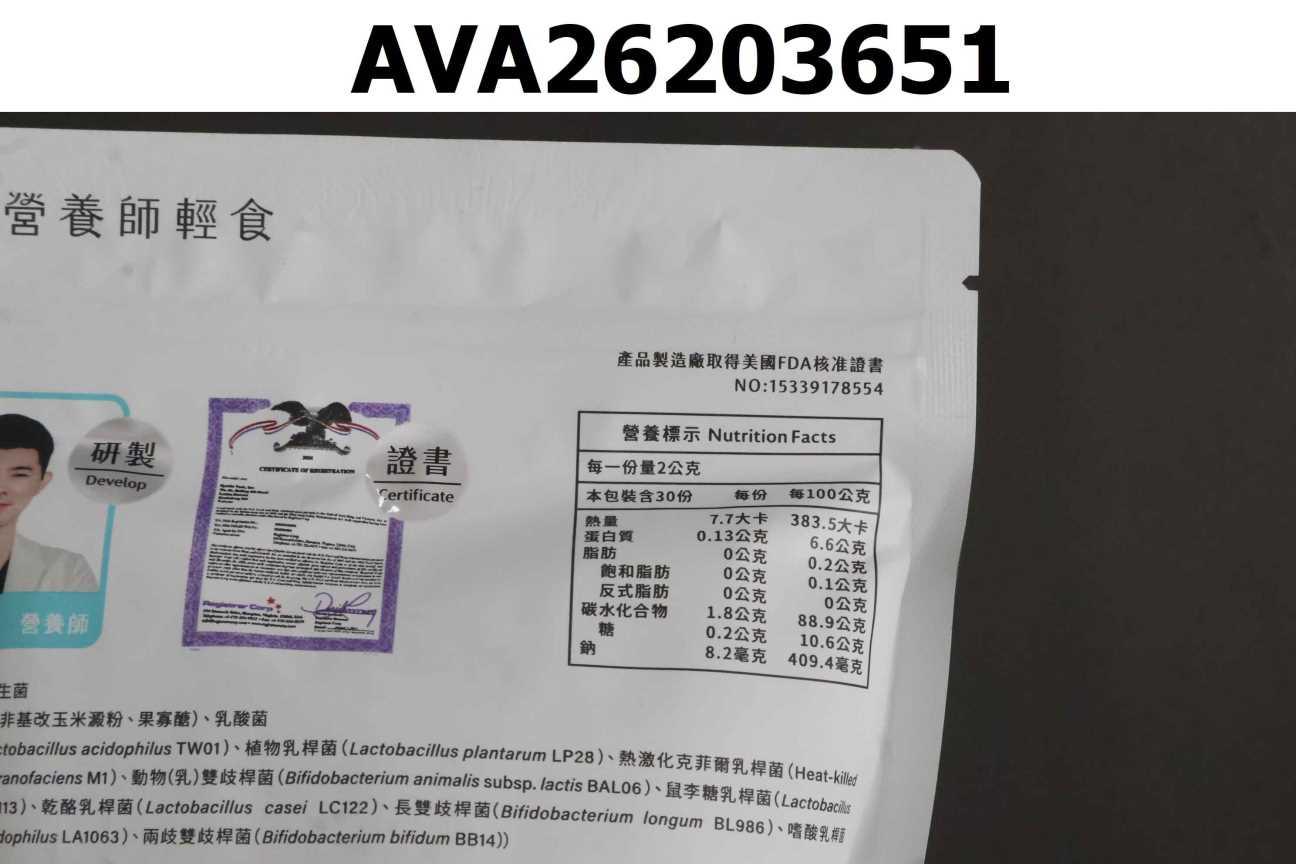 AVA26203651
營養師輕食
產品製造廠取得美國FDA核准證書
NO:15339178554
研製
Develop
營養師
CERTIFICATE OF REGISTRATION
Registrar Corp
證書
Certificate
營養標示 Nutrition Facts
每一份量2公克
本包裝含30份 每份 每100公克
熱量 7.7大卡 383.5大卡
蛋白質 0.13公克 6.6公克
脂肪 0公克 0.2公克
飽和脂肪 0公克 0.1公克
反式脂肪 0公克 0公克
碳水化合物 1.8公克 88.9公克
糖 0.2公克 10.6公克
鈉 8.2毫克 409.4毫克
生菌
非基改玉米澱粉、果寡醣)、乳酸菌
ctobacillus acidophilus TW01)、植物乳桿菌(Lactobacillus plantarum LP28)、熱激化克菲爾乳桿菌(Heat-killed
ranofaciens M1)、動物(乳)雙歧桿菌(Bifidobacterium animalis subsp. lactis BAL06)、鼠李糖乳桿菌(Lactobacillus
113)、乾酪乳桿菌(Lactobacillus casei LC122)、長雙歧桿菌(Bifidobacterium longum BL986)、嗜酸乳桿菌
dophilus LA1063)、兩歧雙歧桿菌(Bifidobacterium bifidum BB14))